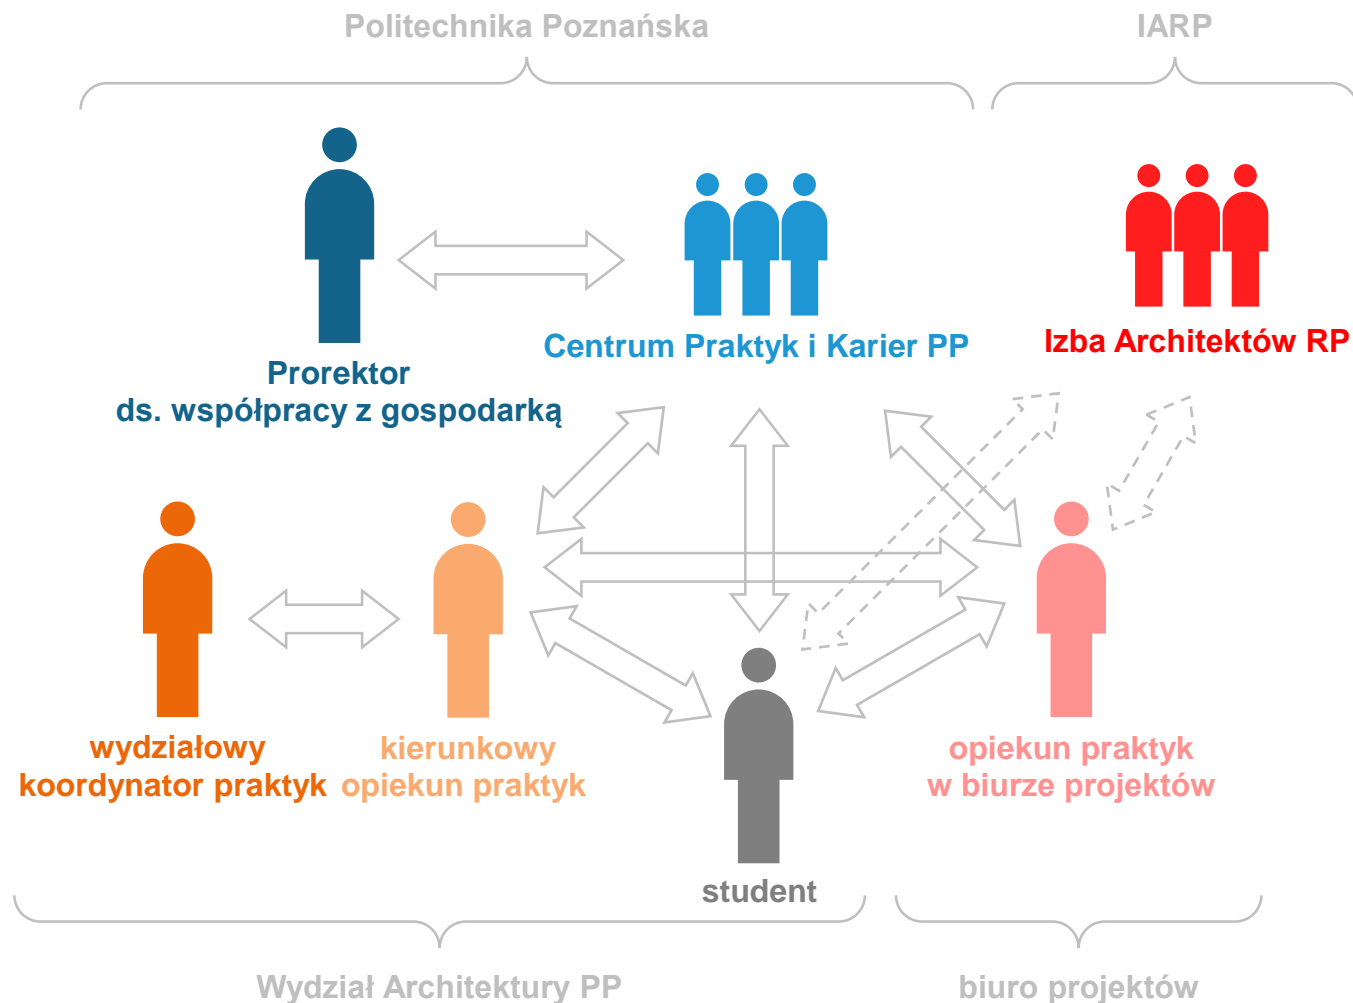 Politechnika Poznańska
IARP
Centrum Praktyk i Karier PP
Izba Architektów RP
Prorektor
ds. współpracy z gospodarką
wydziałowy
koordynator praktyk
kierunkowy
opiekun praktyk
opiekun praktyk
w biurze projektów
student
Wydział Architektury PP
biuro projektów